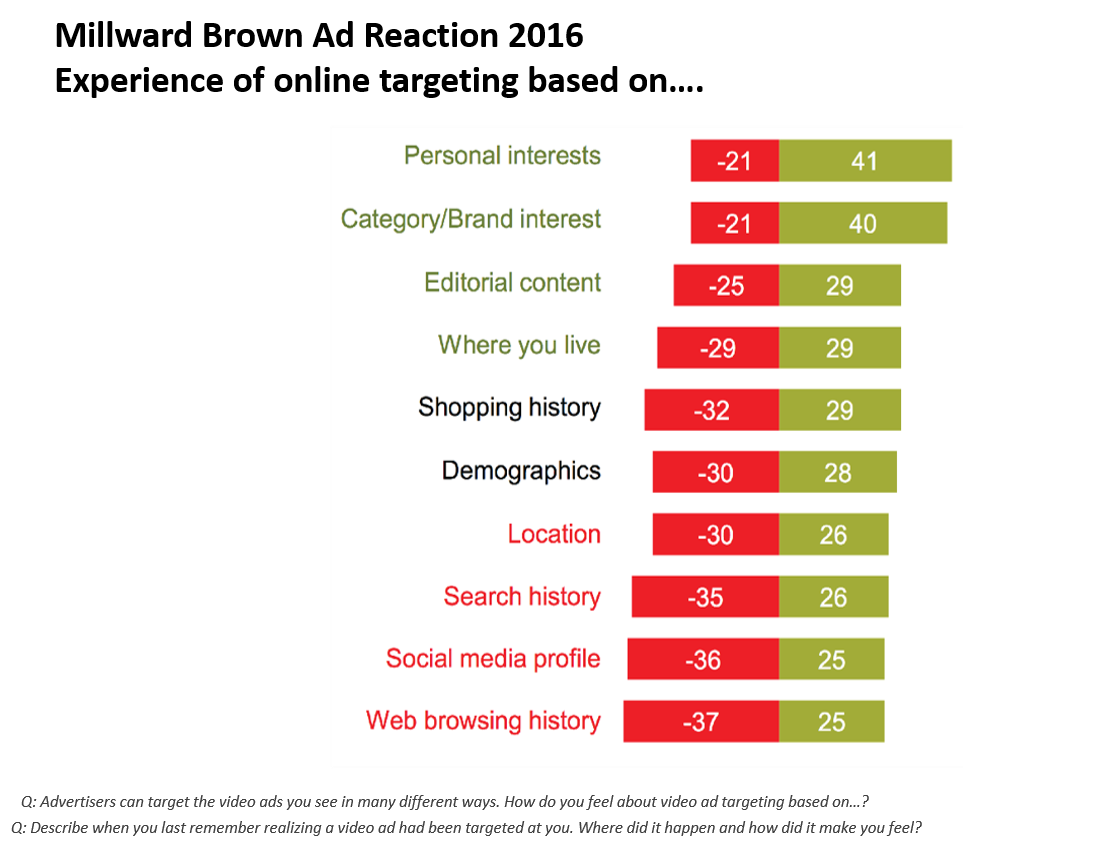 Millward Brown Ad Reaction 2016
Experience of online targeting based on....
Personal interests -21 41
Category/Brand interest -21 40
Editorial content -25 29
Where you live -29 29
Shopping history -32 29
Demographics -30 28
Location -30 26
Search history -35 26
Social media profile -36 25
Web browsing history -37 25
Q: Advertisers can target the video ads you see in many different ways. How do you feel about video ad targeting based on...?
Q: Describe when you last remember realizing a video ad had been targeted at you. Where did it happen and how did it make you feel?